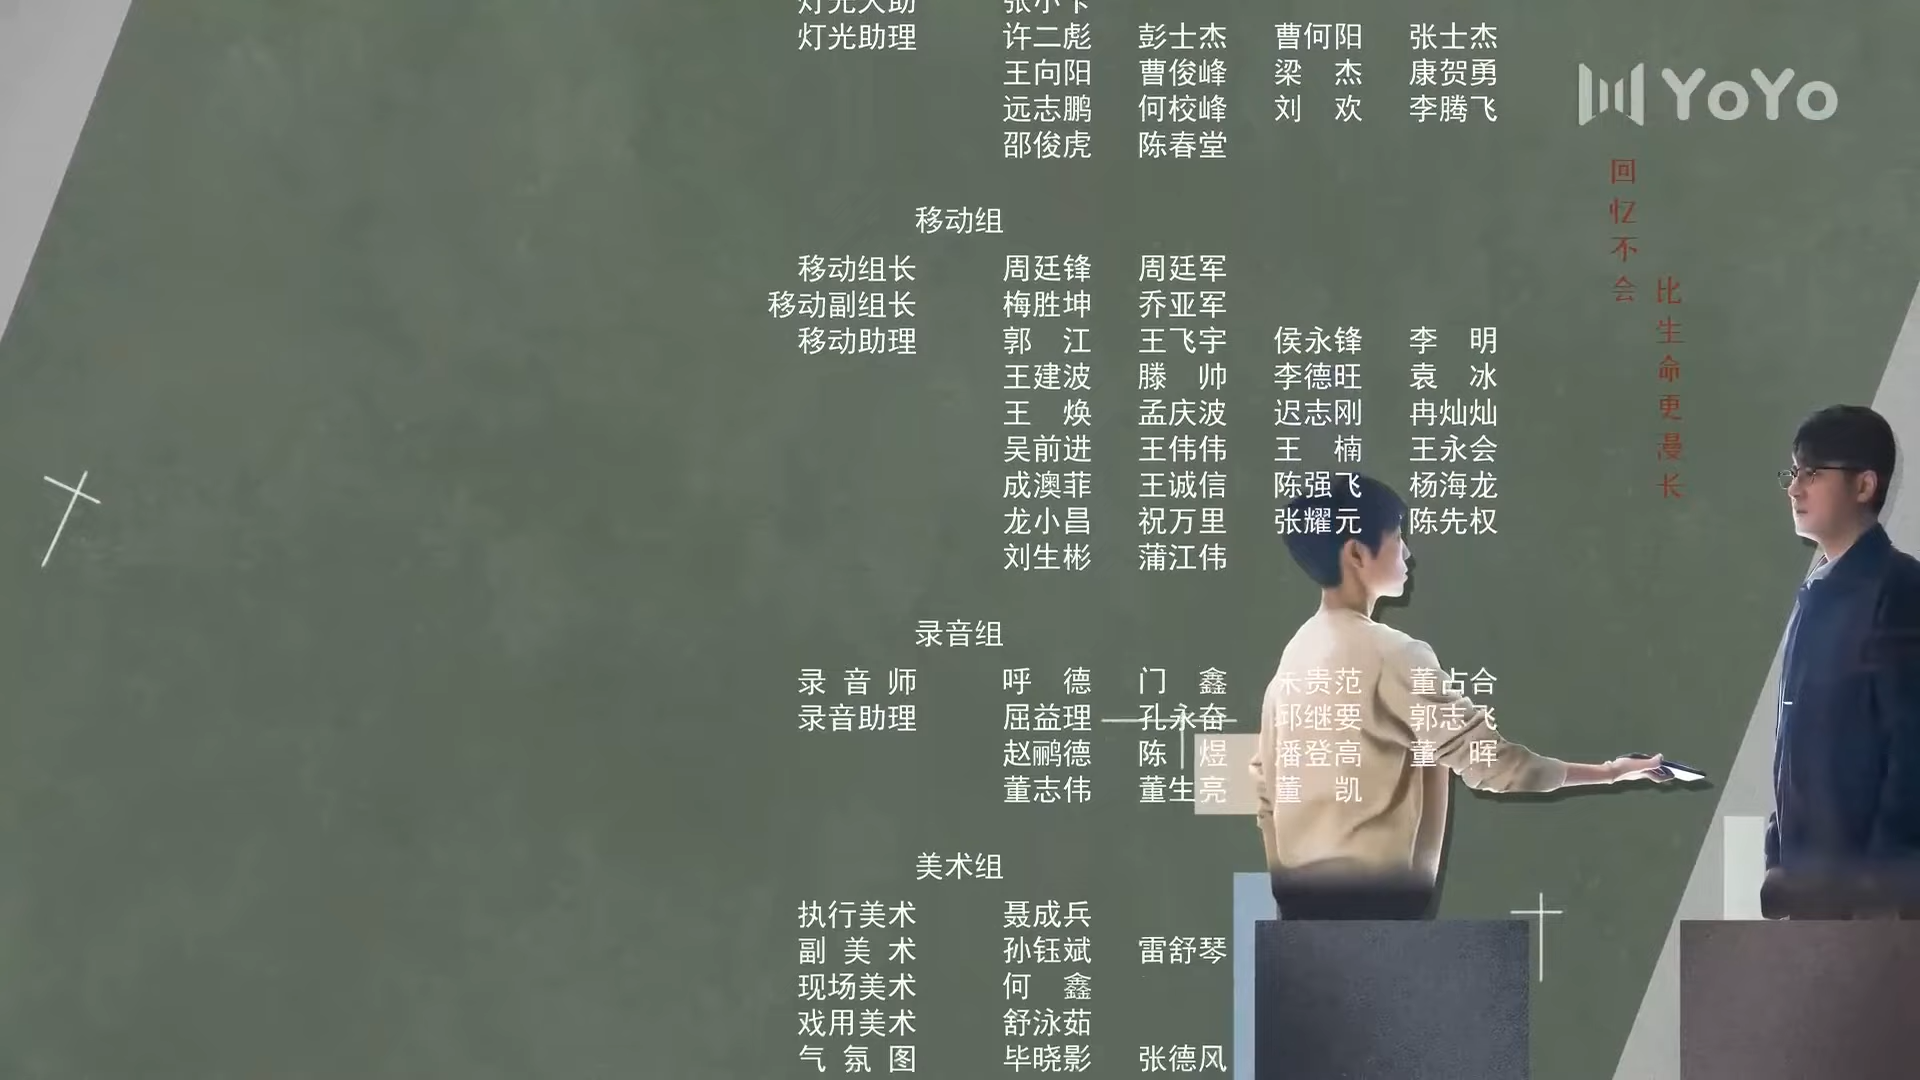 灯光助理 许二彪 彭士杰 曹何阳 张士杰
王向阳 曹俊峰 梁 杰 康贺勇
远志鹏 何校峰 刘 欢 李腾飞
邵俊虎 陈春堂
移动组
移动组长 周廷锋 周廷军
移动副组长 梅胜坤 乔亚军
移动助理 郭 江 王飞宇 侯永锋 李 明
王建波 滕 帅 李德旺 袁 冰
王 焕 孟庆波 迟志刚 冉灿灿
吴前进 王伟伟 王 楠 王永会
成澳菲 王诚信 陈强飞 杨海龙
龙小昌 祝万里 张耀元 陈先权
刘生彬 蒲江伟
录音组
录 音 师 呼 德 门 鑫 贵范 董占合
录音助理 屈益理 孔永奋 邱继要 郭志飞
赵鹂德 陈 煜 潘登高 董 晖
董志伟 董生亮 董 凯
美术组
执行美术 聂成兵
副 美 术 孙钰斌 雷舒琴
现场美术 何 鑫
戏用美术 舒泳茹
气 氛 图 毕晓影 张德风
YoYo
回忆不会
比生命更漫长